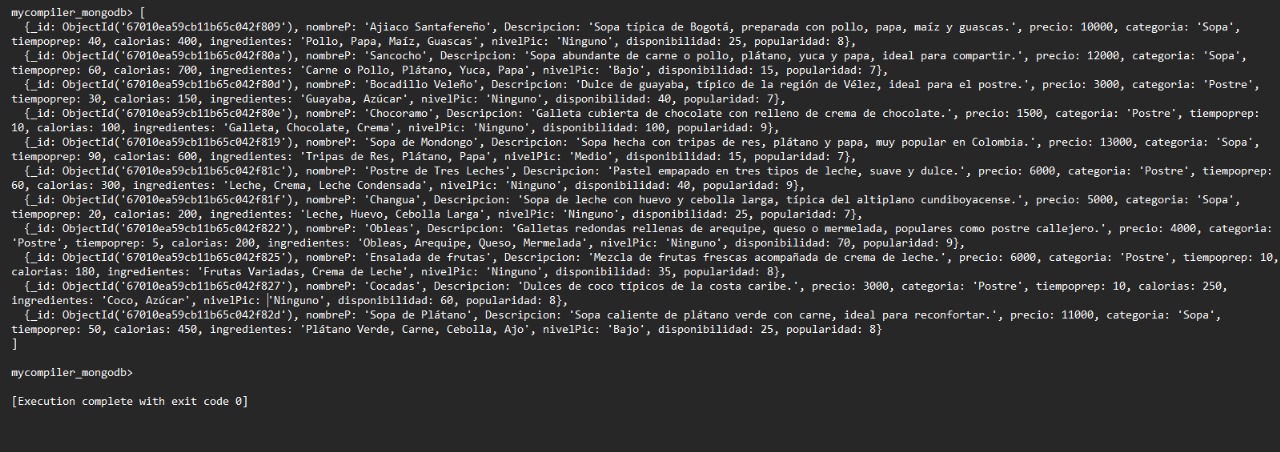 mycompiler_mongodb> [
{_id: ObjectId('67010ea59cb11b65c042f809'), nombreP: 'Ajiaco Santafereño', Descripcion: 'Sopa típica de Bogotá, preparada con pollo, papa, maíz y guascas.', precio: 10000, categoria: 'Sopa',
tiempoprep: 40, calorias: 400, ingredientes: 'Pollo, Papa, Maíz, Guascas', nivelPic: 'Ninguno', disponibilidad: 25, popularidad: 8},
{_id: ObjectId('67010ea59cb11b65c042f80a'), nombreP: 'Sancocho', Descripcion: 'Sopa abundante de carne o pollo, plátano, yuca y papa, ideal para compartir.', precio: 12000, categoria: 'Sopa',
tiempoprep: 60, calorias: 700, ingredientes: 'Carne o Pollo, Plátano, Yuca, Papa', nivelPic: 'Bajo', disponibilidad: 15, popularidad: 7},
{_id: ObjectId('67010ea59cb11b65c042f80d'), nombreP: 'Bocadillo Veleño', Descripcion: 'Dulce de guayaba, típico de la región de Vélez, ideal para el postre.', precio: 3000, categoria: 'Postre',
tiempoprep: 30, calorias: 150, ingredientes: 'Guayaba, Azúcar', nivelPic: 'Ninguno', disponibilidad: 40, popularidad: 7},
{_id: ObjectId('67010ea59cb11b65c042f80e'), nombreP: 'Chocoramo', Descripcion: 'Galleta cubierta de chocolate con relleno de crema de chocolate.', precio: 1500, categoria: 'Postre', tiempoprep:
10, calorias: 100, ingredientes: 'Galleta, Chocolate, Crema', nivelPic: 'Ninguno', disponibilidad: 100, popularidad: 9},
{_id: ObjectId('67010ea59cb11b65c042f819'), nombreP: 'Sopa de Mondongo', Descripcion: 'Sopa hecha con tripas de res, plátano y papa, muy popular en Colombia.', precio: 13000, categoria: 'Sopa',
tiempoprep: 90, calorias: 600, ingredientes: 'Tripas de Res, Plátano, Papa', nivelPic: 'Medio', disponibilidad: 15, popularidad: 7},
{_id: ObjectId('67010ea59cb11b65c042f81c'), nombreP: 'Postre de Tres Leches', Descripcion: 'Pastel empapado en tres tipos de leche, suave y dulce.', precio: 6000, categoria: 'Postre', tiempoprep:
60, calorias: 300, ingredientes: 'Leche, Crema, Leche Condensada', nivelPic: 'Ninguno', disponibilidad: 40, popularidad: 9},
{_id: ObjectId('67010ea59cb11b65c042f81f'), nombreP: 'Changua', Descripcion: 'Sopa de leche con huevo y cebolla larga, típica del altiplano cundiboyacense.', precio: 5000, categoria: 'Sopa',
tiempoprep: 20, calorias: 200, ingredientes: 'Leche, Huevo, Cebolla Larga', nivelPic: 'Ninguno', disponibilidad: 25, popularidad: 7},
{_id: ObjectId('67010ea59cb11b65c042f822'), nombreP: 'Obleas', Descripcion: 'Galletas redondas rellenas de arequipe, queso o mermelada, populares como postre callejero.', precio: 4000, categoria:
'Postre', tiempoprep: 5, calorias: 200, ingredientes: 'Obleas, Arequipe, Queso, Mermelada', nivelPic: 'Ninguno', disponibilidad: 70, popularidad: 9},
{_id: ObjectId('67010ea59cb11b65c042f825'), nombreP: 'Ensalada de frutas', Descripcion: 'Mezcla de frutas frescas acompañada de crema de leche.', precio: 6000, categoria: 'Postre', tiempoprep: 10,
calorias: 180, ingredientes: 'Frutas Variadas, Crema de Leche', nivelPic: 'Ninguno', disponibilidad: 35, popularidad: 8},
{_id: ObjectId('67010ea59cb11b65c042f827'), nombreP: 'Cocadas', Descripcion: 'Dulces de coco típicos de la costa caribe.', precio: 3000, categoria: 'Postre', tiempoprep: 10, calorias: 250,
ingredientes: 'Coco, Azúcar', nivelPic: 'Ninguno', disponibilidad: 60, popularidad: 8},
{_id: ObjectId('67010ea59cb11b65c042f82d'), nombreP: 'Sopa de Plátano', Descripcion: 'Sopa caliente de plátano verde con carne, ideal para reconfortar.', precio: 11000, categoria: 'Sopa',
tiempoprep: 50, calorias: 450, ingredientes: 'Plátano Verde, Carne, Cebolla, Ajo', nivelPic: 'Bajo', disponibilidad: 25, popularidad: 8}
]
mycompiler_mongodb>
[Execution complete with exit code 0]